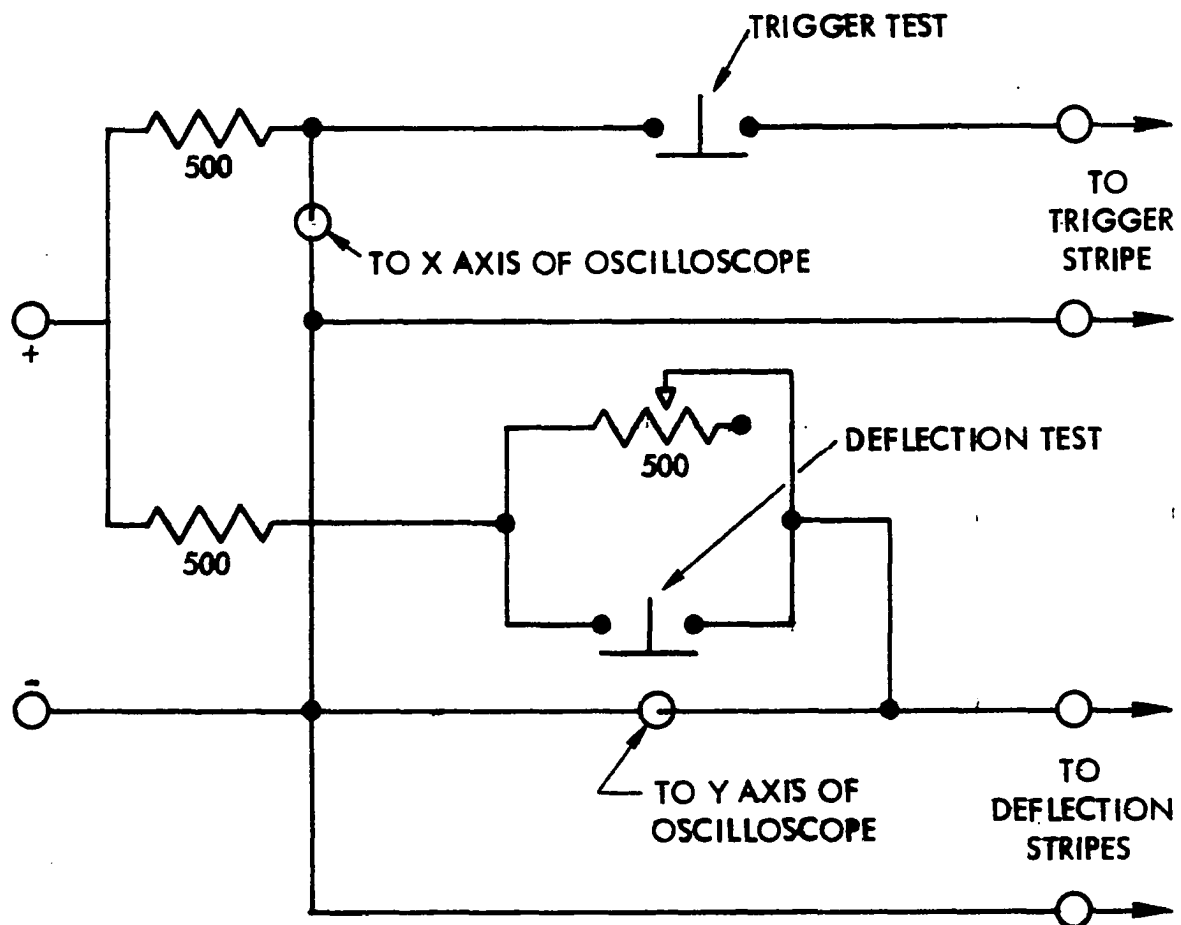 TRIGGER TEST
500
TO
TRIGGER
STRIPE
TO X AXIS OF OSCILLOSCOPE
+
500
DEFLECTION TEST
500
-
TO Y AXIS OF
OSCILLOSCOPE
TO
DEFLECTION
STRIPES